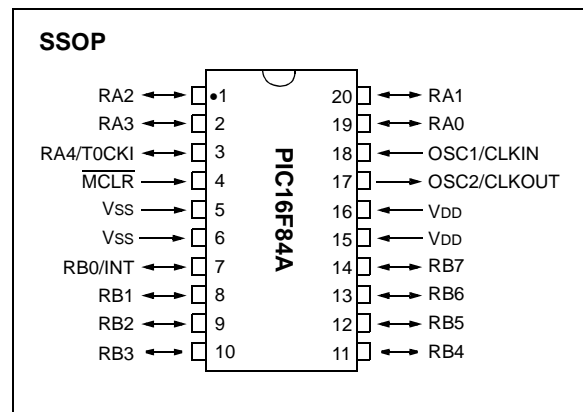 SSOP
RA2 •1 20 RA1
RA3 2 19 RA0
RA4/T0CKI 3 18 OSC1/CLKIN
MCLR 4 17 OSC2/CLKOUT
VSS 5 16 VDD
VSS 6 15 VDD
RB0/INT 7 14 RB7
RB1 8 13 RB6
RB2 9 12 RB5
RB3 10 11 RB4
PIC16F84A